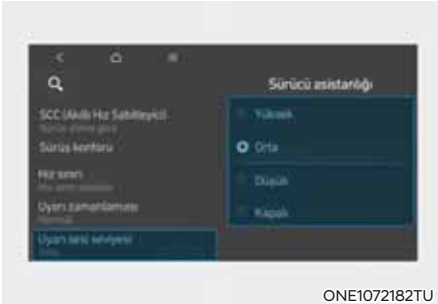 Sürücü asistanlığı
SCC (Akıllı Hız Sabitleyici)
Sürüş konforu
Hız sınırı
Uyarı zamanlaması
Normal
Uyarı sesi seviyesi
Yüksek
Orta
Düşük
Kapalı
ONE1072182TU